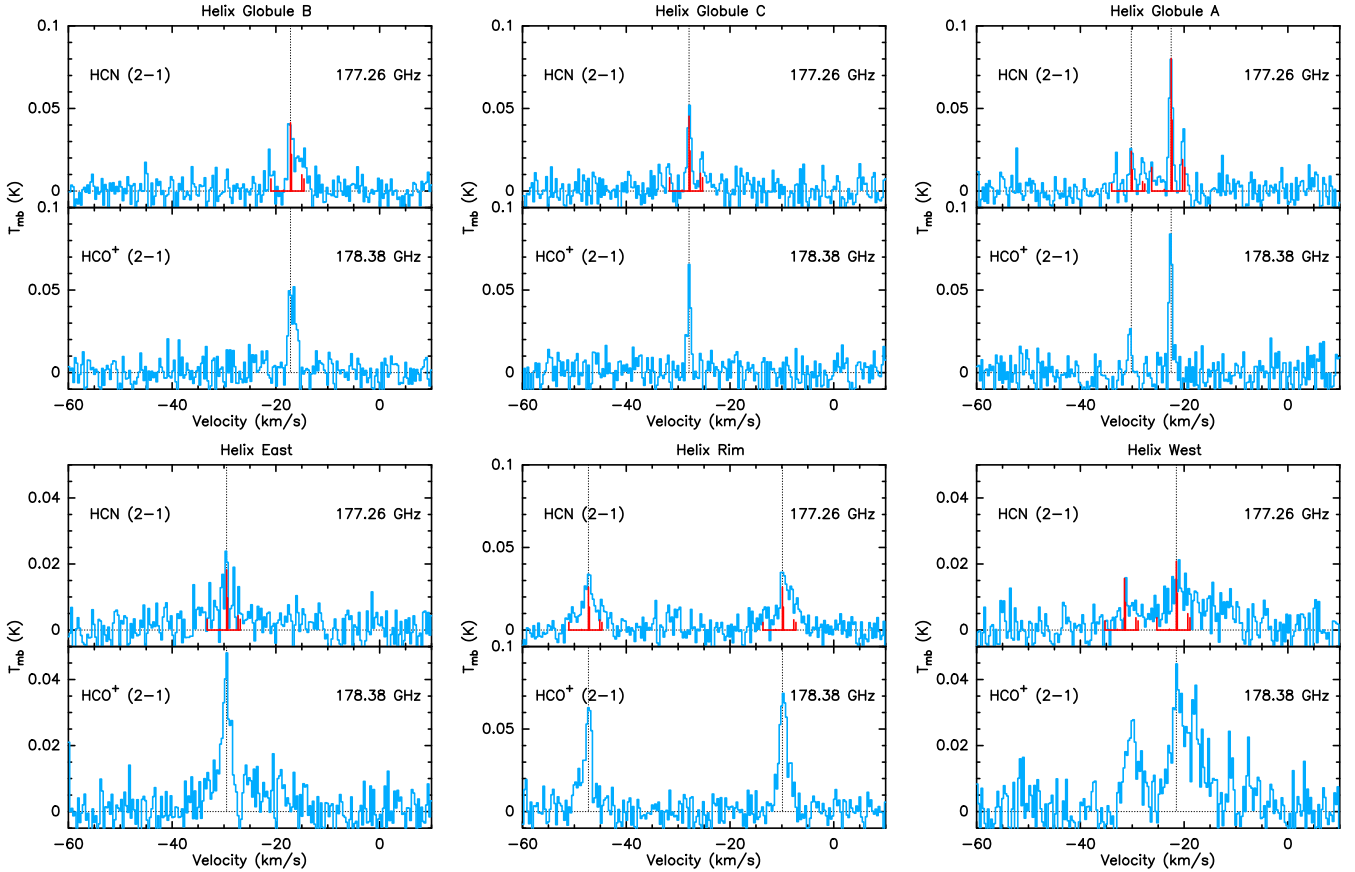 Helix Globule B Helix Globule C Helix Globule A
0.1 0.1 0.1
HCN (2−1) 177.26 GHz HCN (2−1) 177.26 GHz HCN (2−1) 177.26 GHz
0.05 0.05 0.05
0 0 0
T_mb (K) T_mb (K) T_mb (K)
0.1 0.1 0.1
HCO⁺ (2−1) 178.38 GHz HCO⁺ (2−1) 178.38 GHz HCO⁺ (2−1) 178.38 GHz
0.05 0.05 0.05
0 0 0
−60 −40 −20 0 −60 −40 −20 0 −60 −40 −20 0
Velocity (km/s) Velocity (km/s) Velocity (km/s)
Helix East Helix Rim Helix West
0.1
0.04 0.04
HCN (2−1) 177.26 GHz HCN (2−1) 177.26 GHz HCN (2−1) 177.26 GHz
0.02 0.05 0.02
0 0 0
T_mb (K) T_mb (K) T_mb (K)
0.1
0.04 0.04
HCO⁺ (2−1) 178.38 GHz HCO⁺ (2−1) 178.38 GHz HCO⁺ (2−1) 178.38 GHz
0.02 0.05 0.02
0 0 0
−60 −40 −20 0 −60 −40 −20 0 −60 −40 −20 0
Velocity (km/s) Velocity (km/s) Velocity (km/s)